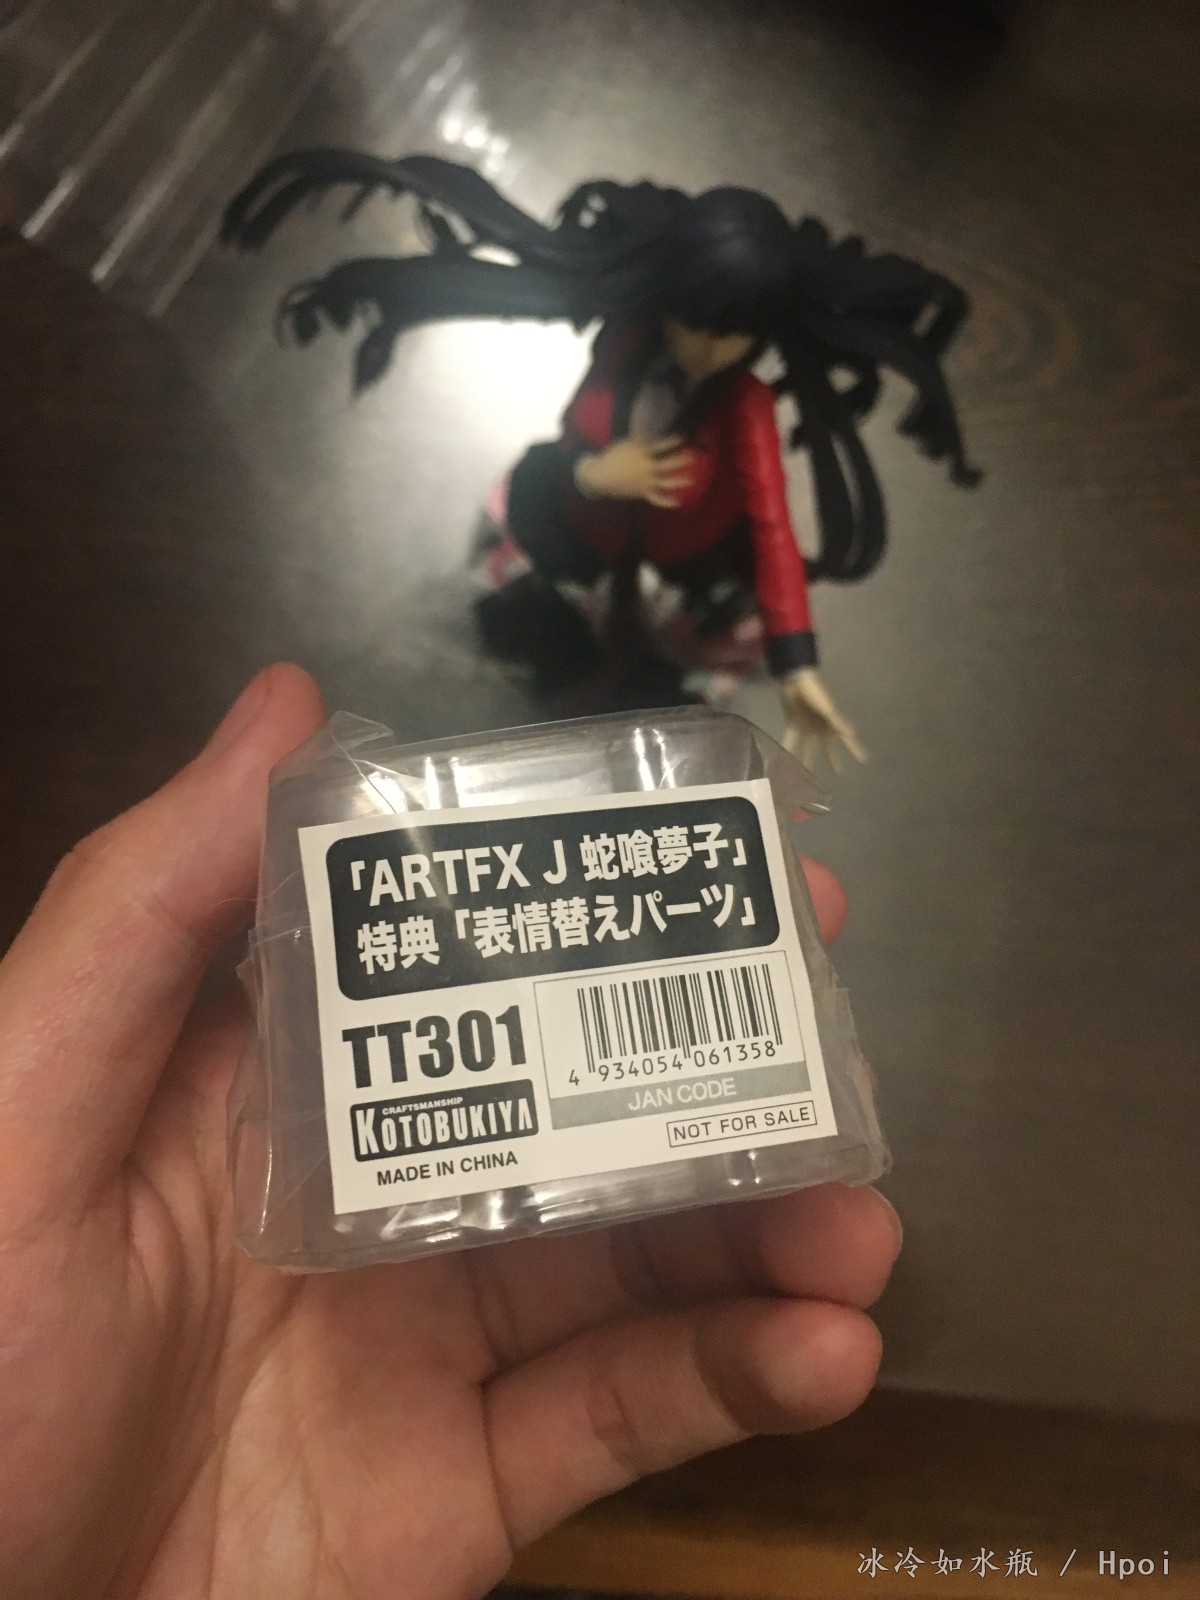 「ARTFX J 蛇喰夢子」
特典「表情替えパーツ」
TT301
CRAFTSMANSHIP
KOTOBUKIYA
MADE IN CHINA
4 934054 061358
JAN CODE
NOT FOR SALE
冰冷如水瓶 / Hpoi